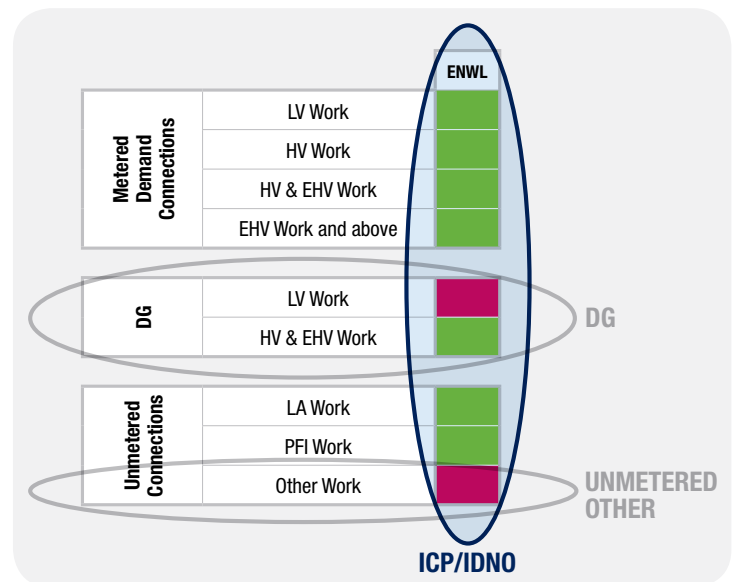 ENWL
Metered
Demand
Connections
LV Work
HV Work
HV & EHV Work
EHV Work and above
DG
LV Work
HV & EHV Work
DG
Unmetered
Connections
LA Work
PFI Work
Other Work
UNMETERED
OTHER
ICP/IDNO